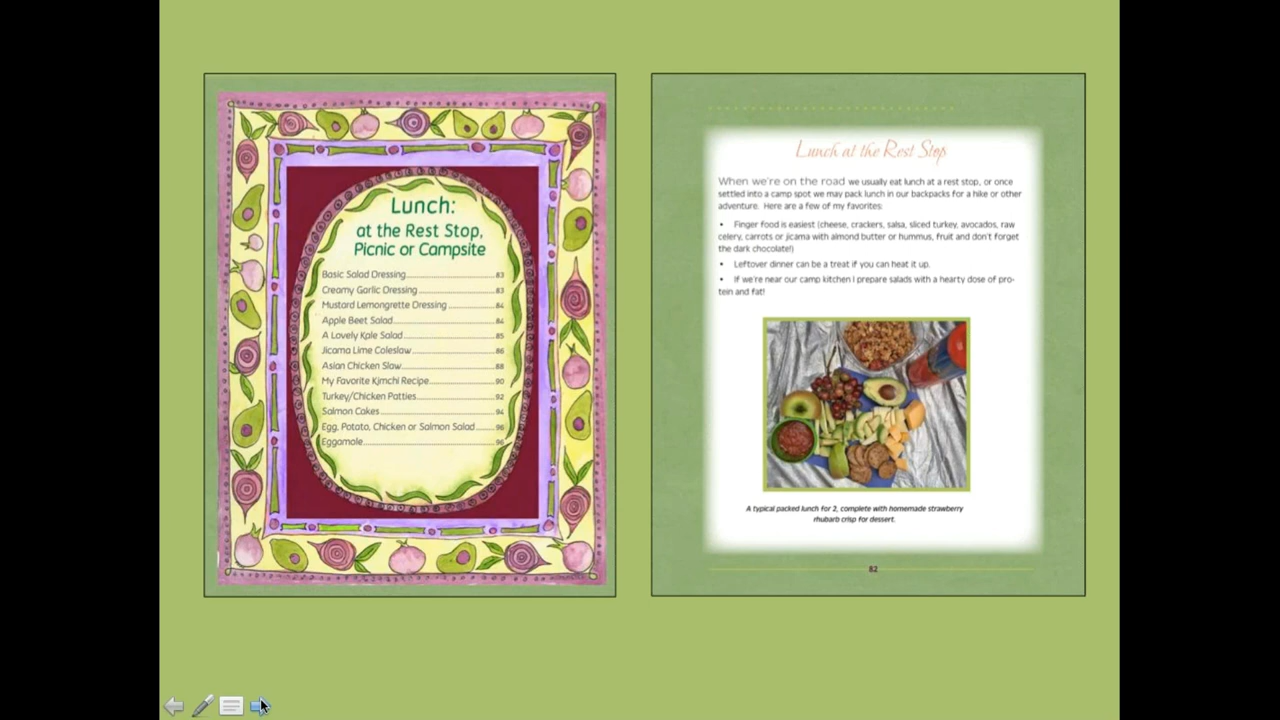 Lunch:
at the Rest Stop,
Picnic or Campsite
Basic Salad Dressing 83
Creamy Garlic Dressing 83
Mustard Lemongrette Dressing 84
Apple Beet Salad 84
A Lovely Kale Salad 85
Jicama Lime Coleslaw 86
Asian Chicken Slaw 88
My Favorite Kimchi Recipe 90
Turkey/Chicken Patties 92
Salmon Cakes 94
Egg, Potato, Chicken or Salmon Salad 96
Eggamole 96
Lunch at the Rest Stop
When we're on the road we usually eat lunch at a rest stop, or once
settled into a camp spot we may pack lunch in our backpacks for a hike or other
adventure. Here are a few of my favorites:
• Finger food is easiest (cheese, crackers, salsa, sliced turkey, avocados, raw
celery, carrots or jicama with almond butter or hummus, fruit and don't forget
the dark chocolate!)
• Leftover dinner can be a treat if you can heat it up.
• If we're near our camp kitchen I prepare salads with a hearty dose of pro-
tein and fat!
A typical packed lunch for 2, complete with homemade strawberry
rhubarb crisp for dessert.
82